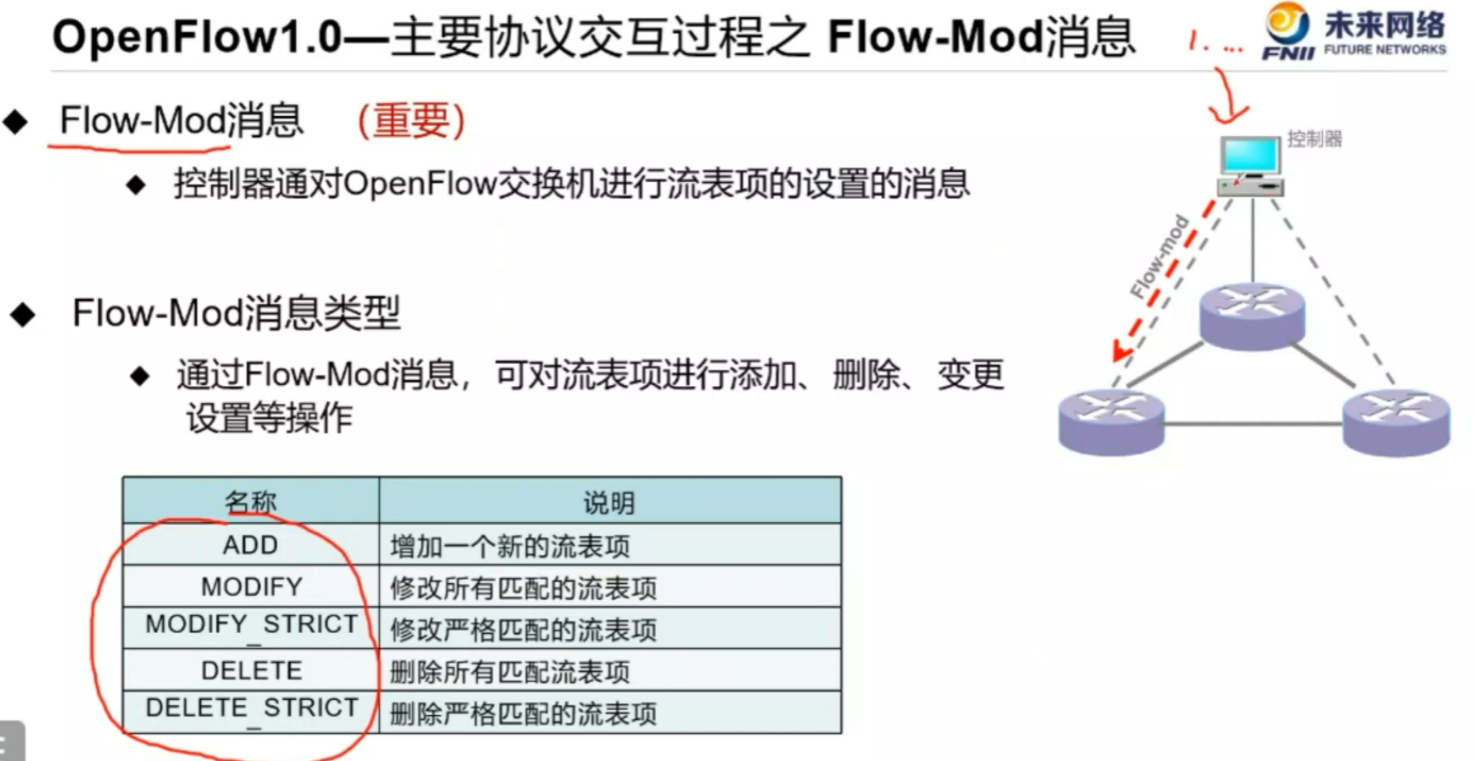 OpenFlow1.0—主要协议交互过程之 Flow-Mod消息
1. ...
FNII
未来网络
FUTURE NETWORKS
Flow-Mod消息 (重要)
控制器通对OpenFlow交换机进行流表项的设置的消息
控制器
Flow-mod
Flow-Mod消息类型
通过Flow-Mod消息，可对流表项进行添加、删除、变更
设置等操作
名称 说明
ADD 增加一个新的流表项
MODIFY 修改所有匹配的流表项
MODIFY_STRICT 修改严格匹配的流表项
DELETE 删除所有匹配流表项
DELETE_STRICT 删除严格匹配的流表项